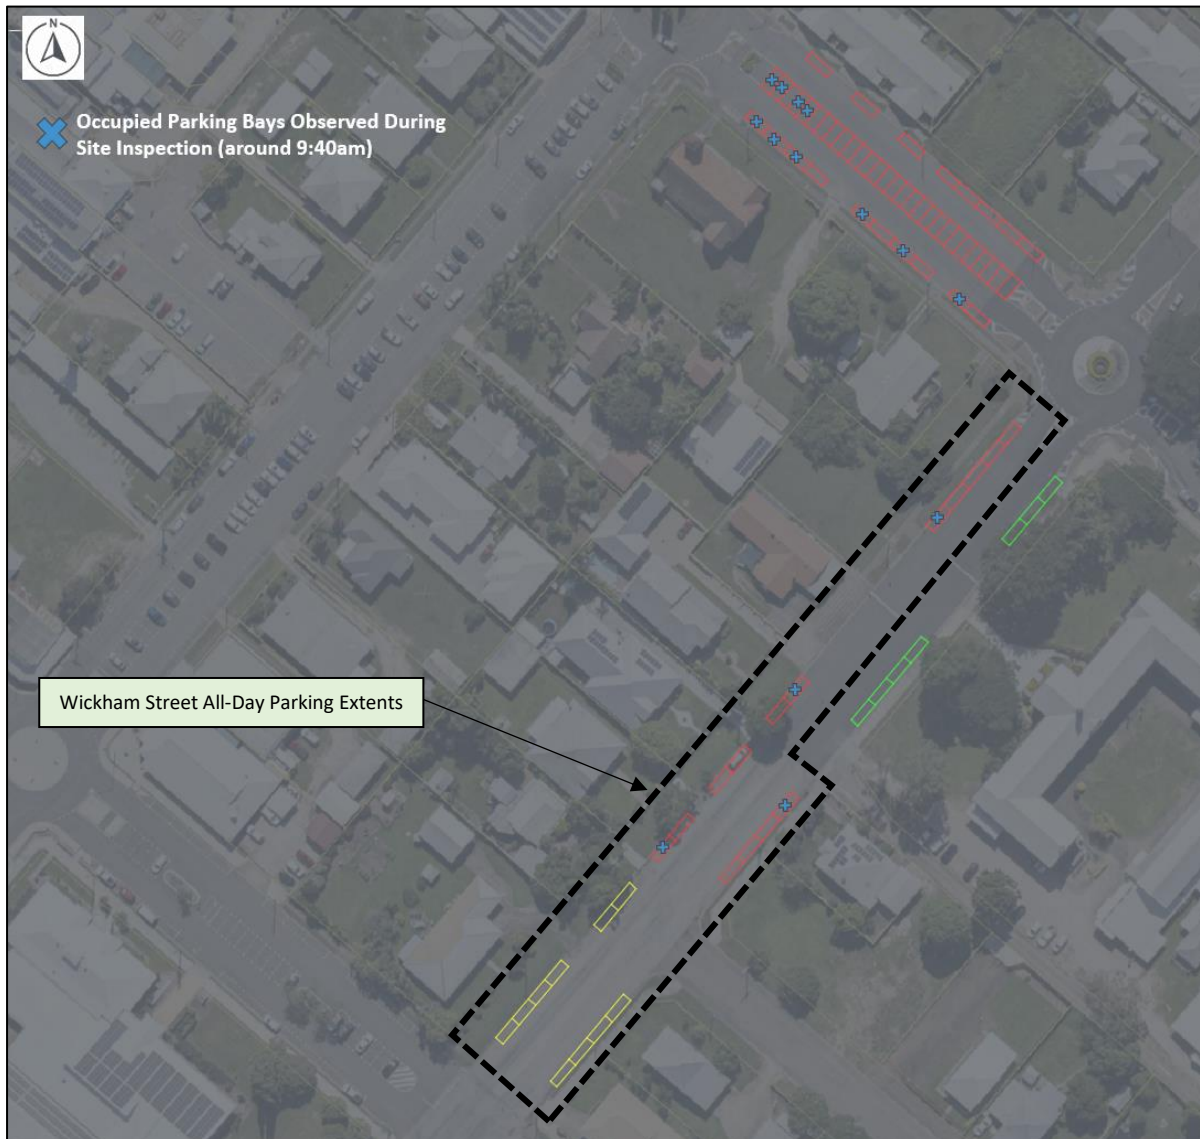 N
Occupied Parking Bays Observed During
Site Inspection (around 9:40am)
Wickham Street All-Day Parking Extents